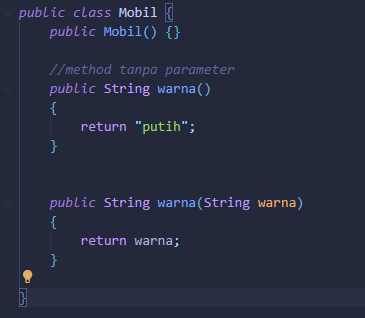 public class Mobil {
public Mobil() {}
//method tanpa parameter
public String warna()
{
return "putih";
}
public String warna(String warna)
{
return warna;
}
}